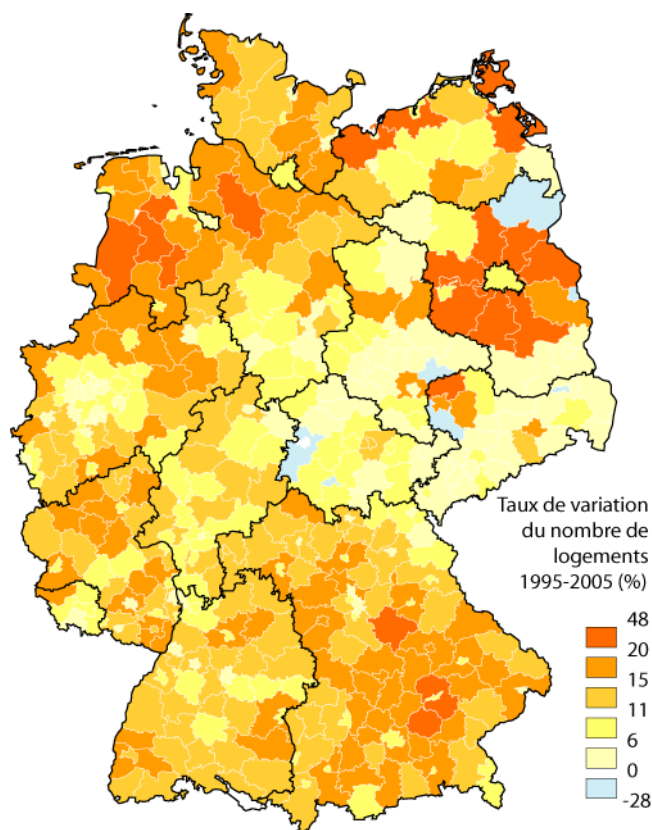 Taux de variation
du nombre de
logements
1995-2005 (%)
48
20
15
11
6
0
-28